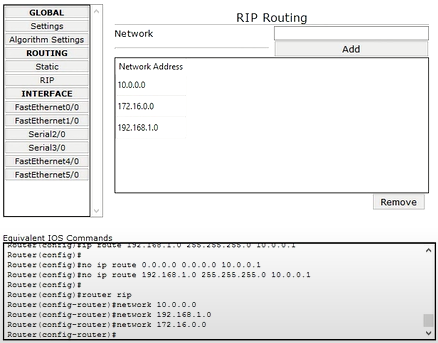 GLOBAL
Settings
Algorithm Settings
ROUTING
Static
RIP
INTERFACE
FastEthernet0/0
FastEthernet1/0
Serial2/0
Serial3/0
FastEthernet4/0
FastEthernet5/0
RIP Routing
Network
Add
Network Address
10.0.0.0
172.16.0.0
192.168.1.0
Remove
Equivalent IOS Commands
Router(config)#ip route 192.168.1.0 255.255.255.0 10.0.0.1
Router(config)#
Router(config)#no ip route 0.0.0.0 0.0.0.0 10.0.0.1
Router(config)#no ip route 192.168.1.0 255.255.255.0 10.0.0.1
Router(config)#
Router(config)#router rip
Router(config-router)#network 10.0.0.0
Router(config-router)#network 192.168.1.0
Router(config-router)#network 172.16.0.0
Router(config-router)#